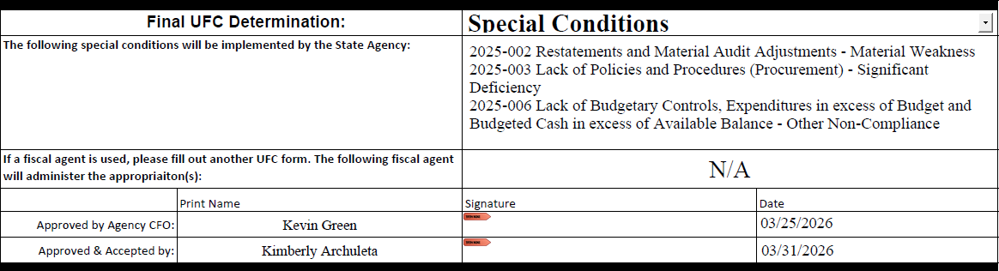 Final UFC Determination:
Special Conditions
The following special conditions will be implemented by the State Agency:
2025-002 Restatements and Material Audit Adjustments - Material Weakness
2025-003 Lack of Policies and Procedures (Procurement) - Significant
Deficiency
2025-006 Lack of Budgetary Controls, Expenditures in excess of Budget and
Budgeted Cash in excess of Available Balance - Other Non-Compliance
If a fiscal agent is used, please fill out another UFC form. The following fiscal agent
will administer the appropriaiton(s):
N/A
Print Name
Signature
Date
Approved by Agency CFO:
Kevin Green
03/25/2026
Approved & Accepted by:
Kimberly Archuleta
03/31/2026